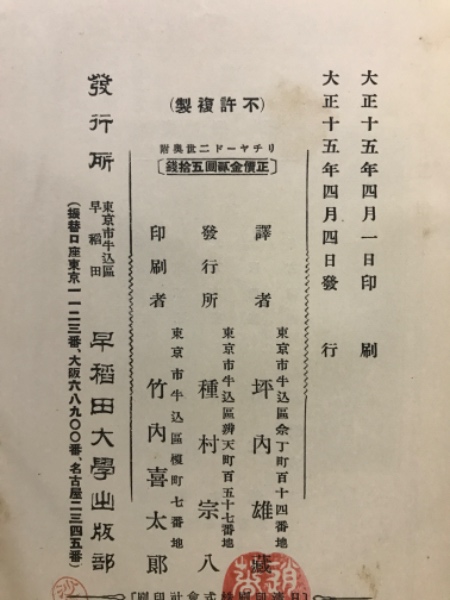 大正十五年四月一日印刷
大正十五年四月四日發行
(不許複製)
リチヤード二世奥附
正價金貳圓五拾錢
譯者
東京市牛込區余丁町百十四番地
坪內雄藏
發行所
東京市牛込區辨天町百五十七番地
種村宗八
印刷者
東京市牛込區榎町七番地
竹內喜太郎
發行所
東京市牛込區
早稻田
早稻田大學出版部
(振替口座東京一一二三番、大阪六八九〇〇番、名古屋二三四五番)